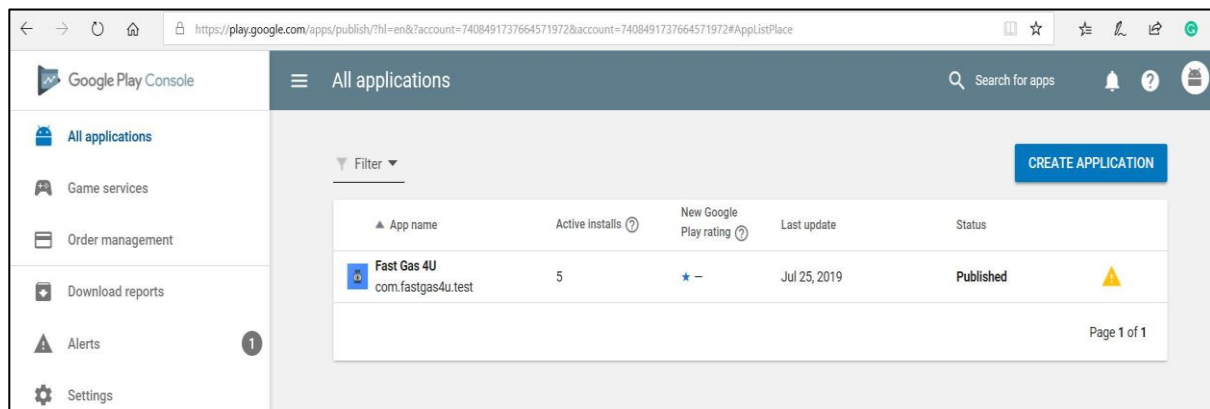 https://play.google.com/apps/publish/?hl=en&?account=7408491737664571972&account=7408491737664571972#AppListPlace
Google Play Console
All applications
Search for apps
All applications
Game services
Order management
Download reports
Alerts 1
Settings
Filter
CREATE APPLICATION
App name Active installs New Google Play rating Last update Status
Fast Gas 4U 5 – Jul 25, 2019 Published
com.fastgas4u.test
Page 1 of 1